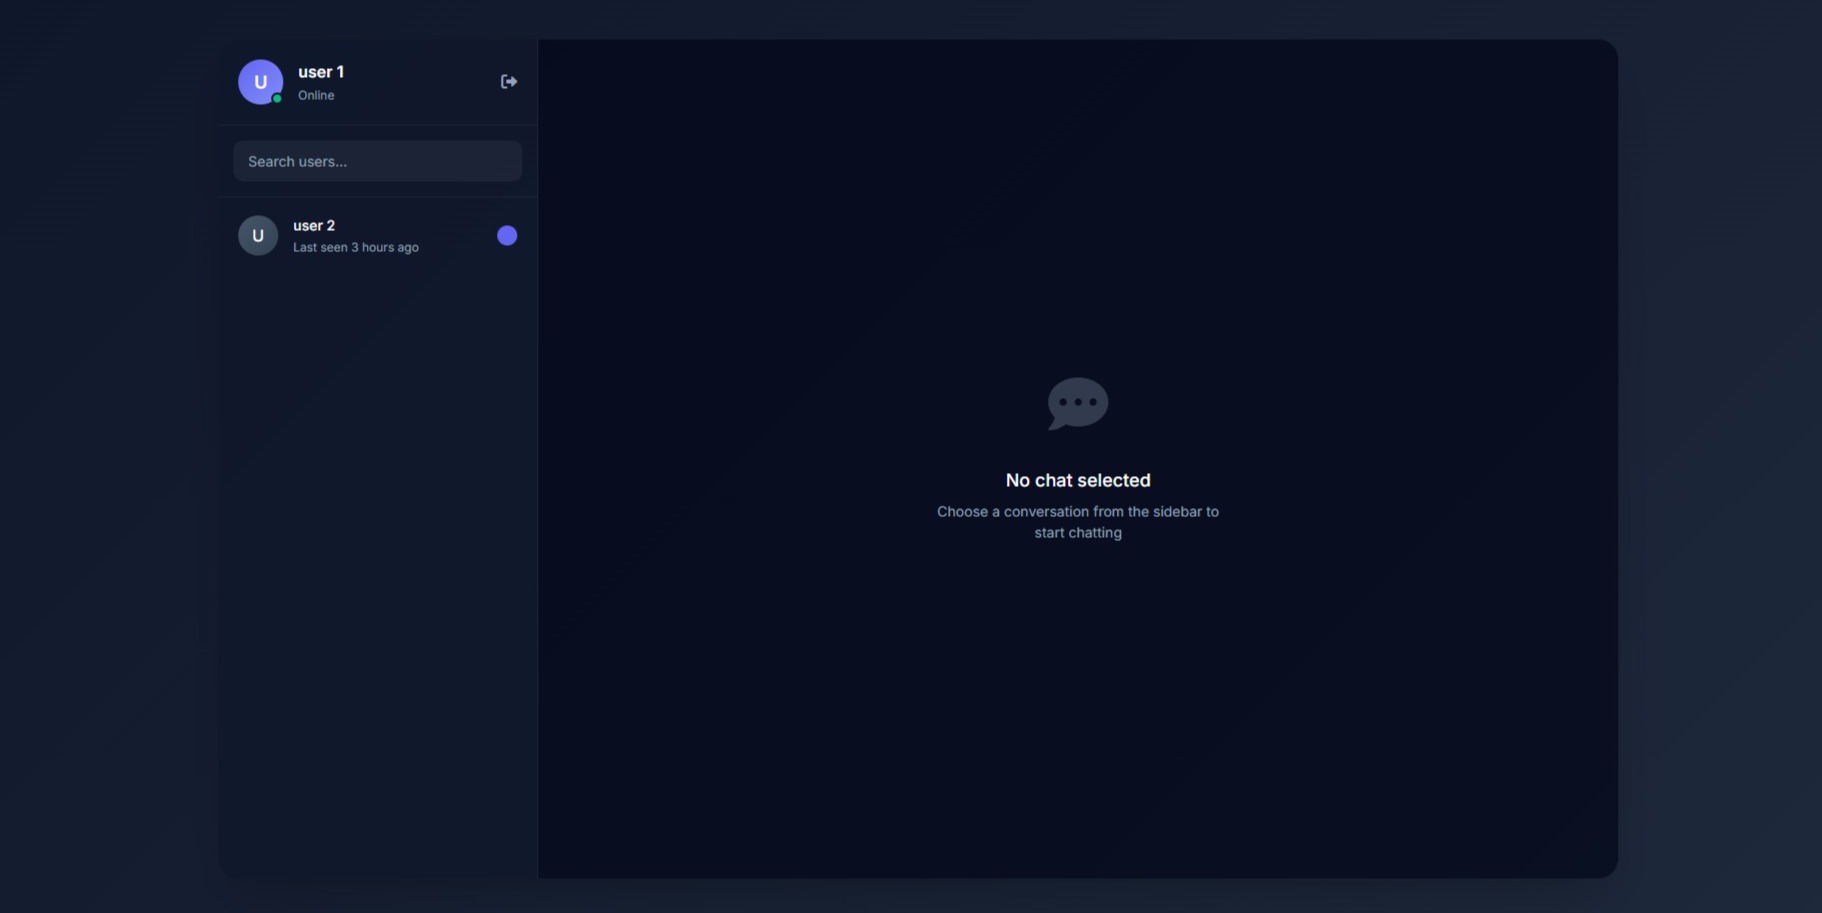 U
user 1
Online
Search users...
U
user 2
Last seen 3 hours ago
No chat selected
Choose a conversation from the sidebar to
start chatting